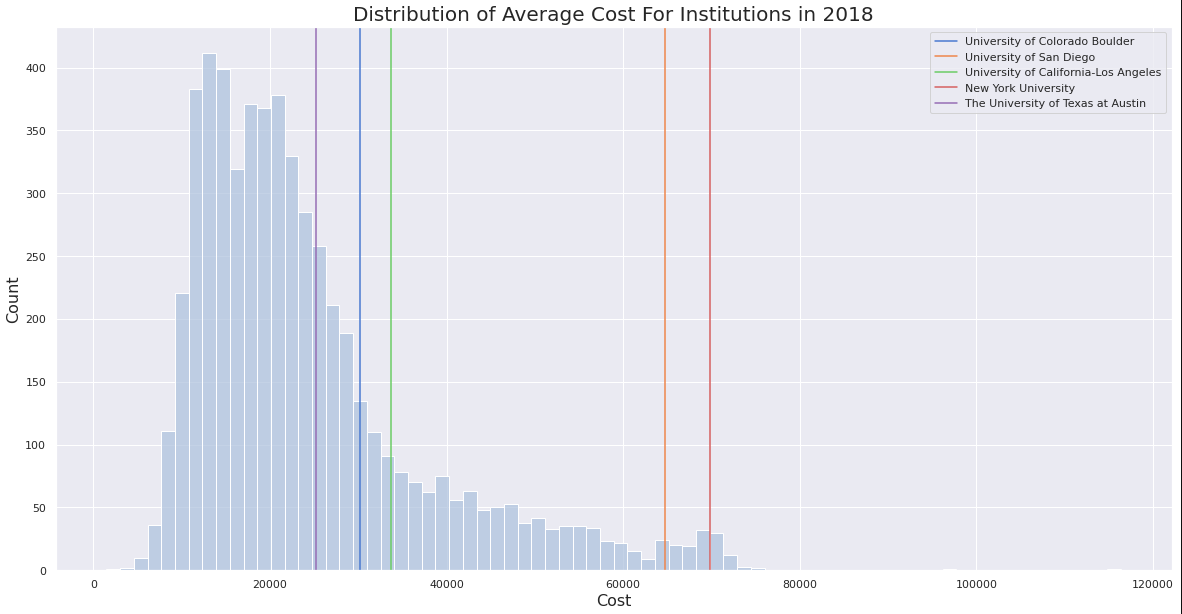 Distribution of Average Cost For Institutions in 2018
University of Colorado Boulder
University of San Diego
University of California-Los Angeles
New York University
The University of Texas at Austin
Count
400
350
300
250
200
150
100
50
0
0 20000 40000 60000 80000 100000 120000
Cost